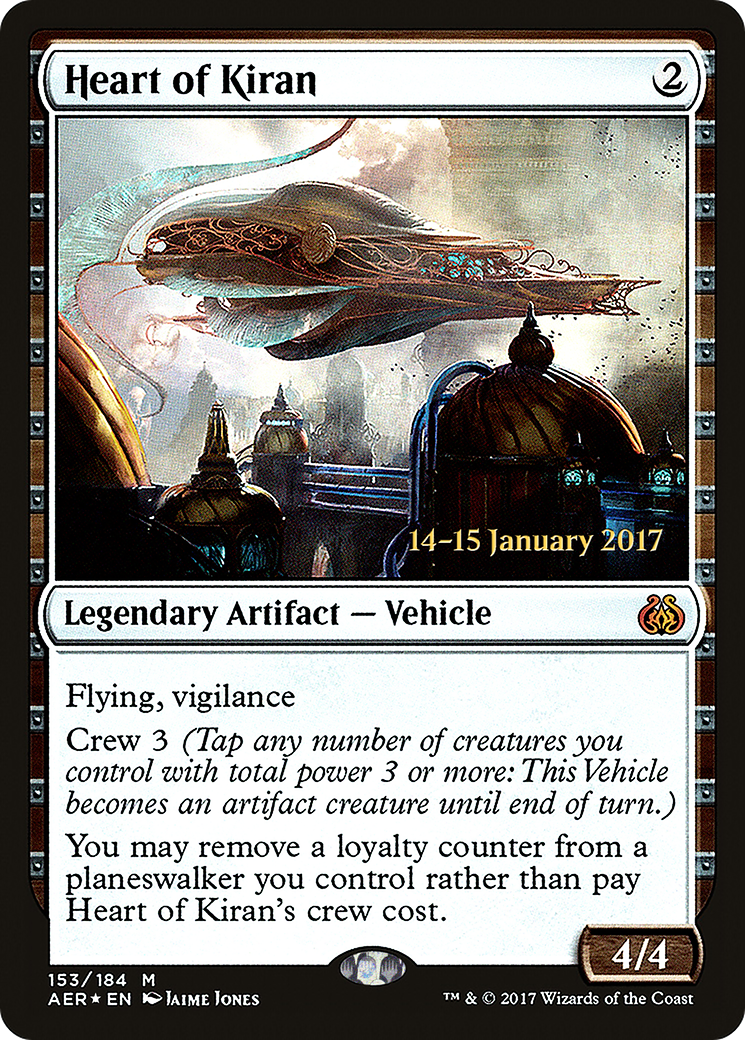 Heart of Kiran 2
14–15 January 2017
Legendary Artifact — Vehicle
Flying, vigilance
Crew 3 (Tap any number of creatures you
control with total power 3 or more: This Vehicle
becomes an artifact creature until end of turn.)
You may remove a loyalty counter from a
planeswalker you control rather than pay
Heart of Kiran's crew cost.
4/4
153/184 M
AER★EN Jaime Jones
™ & © 2017 Wizards of the Coast